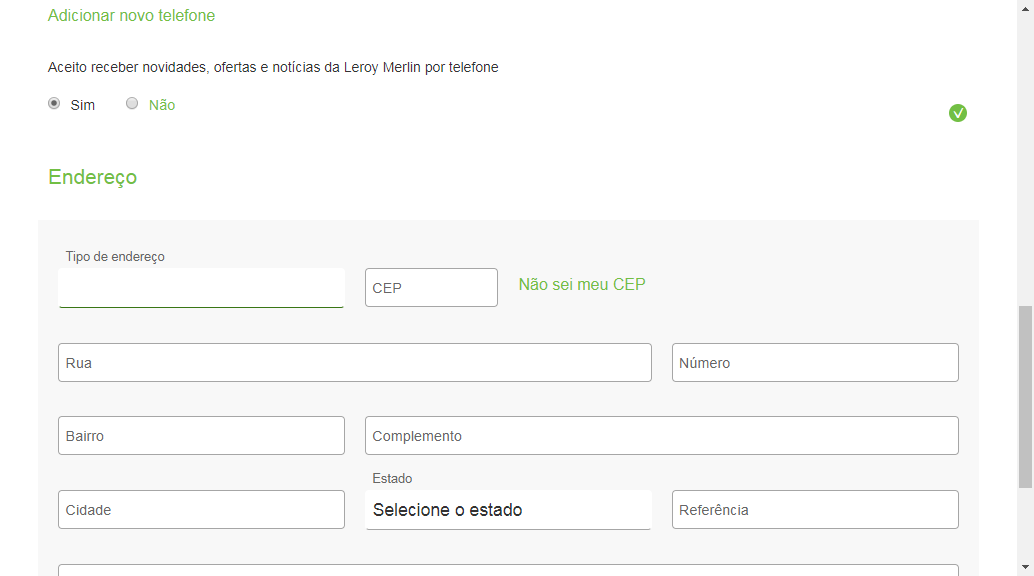 Adicionar novo telefone
Aceito receber novidades, ofertas e notícias da Leroy Merlin por telefone
Sim Não
Endereço
Tipo de endereço
CEP Não sei meu CEP
Rua Número
Bairro Complemento
Estado
Cidade Selecione o estado Referência